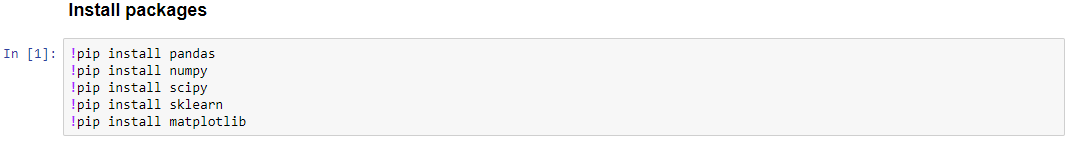 Install packages
In [1]: !pip install pandas
!pip install numpy
!pip install scipy
!pip install sklearn
!pip install matplotlib